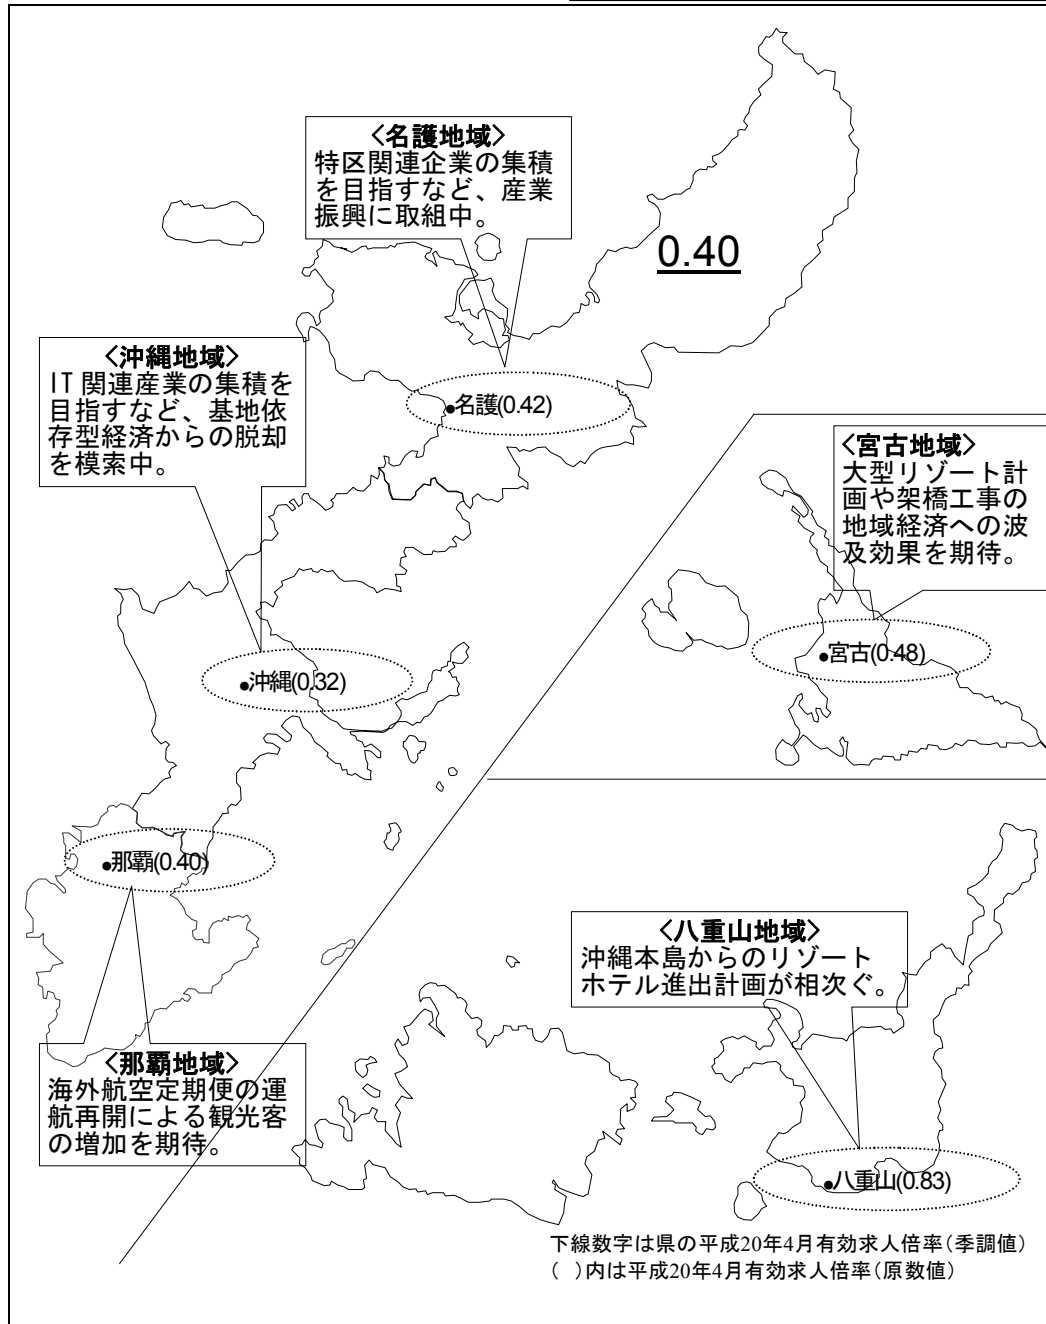 <名護地域>
特区関連企業の集積
を目指すなど、産業
振興に取組中。
0.40
<沖縄地域>
IT関連産業の集積を
目指すなど、基地依
存型経済からの脱却
を模索中。
●名護(0.42)
<宮古地域>
大型リゾート計
画や架橋工事の
地域経済への波
及効果を期待。
●宮古(0.48)
●沖縄(0.32)
●那覇(0.40)
<八重山地域>
沖縄本島からのリゾート
ホテル進出計画が相次ぐ。
<那覇地域>
海外航空定期便の運
航再開による観光客
の増加を期待。
●八重山(0.83)
下線数字は県の平成20年4月有効求人倍率(季調値)
( )内は平成20年4月有効求人倍率(原数値)